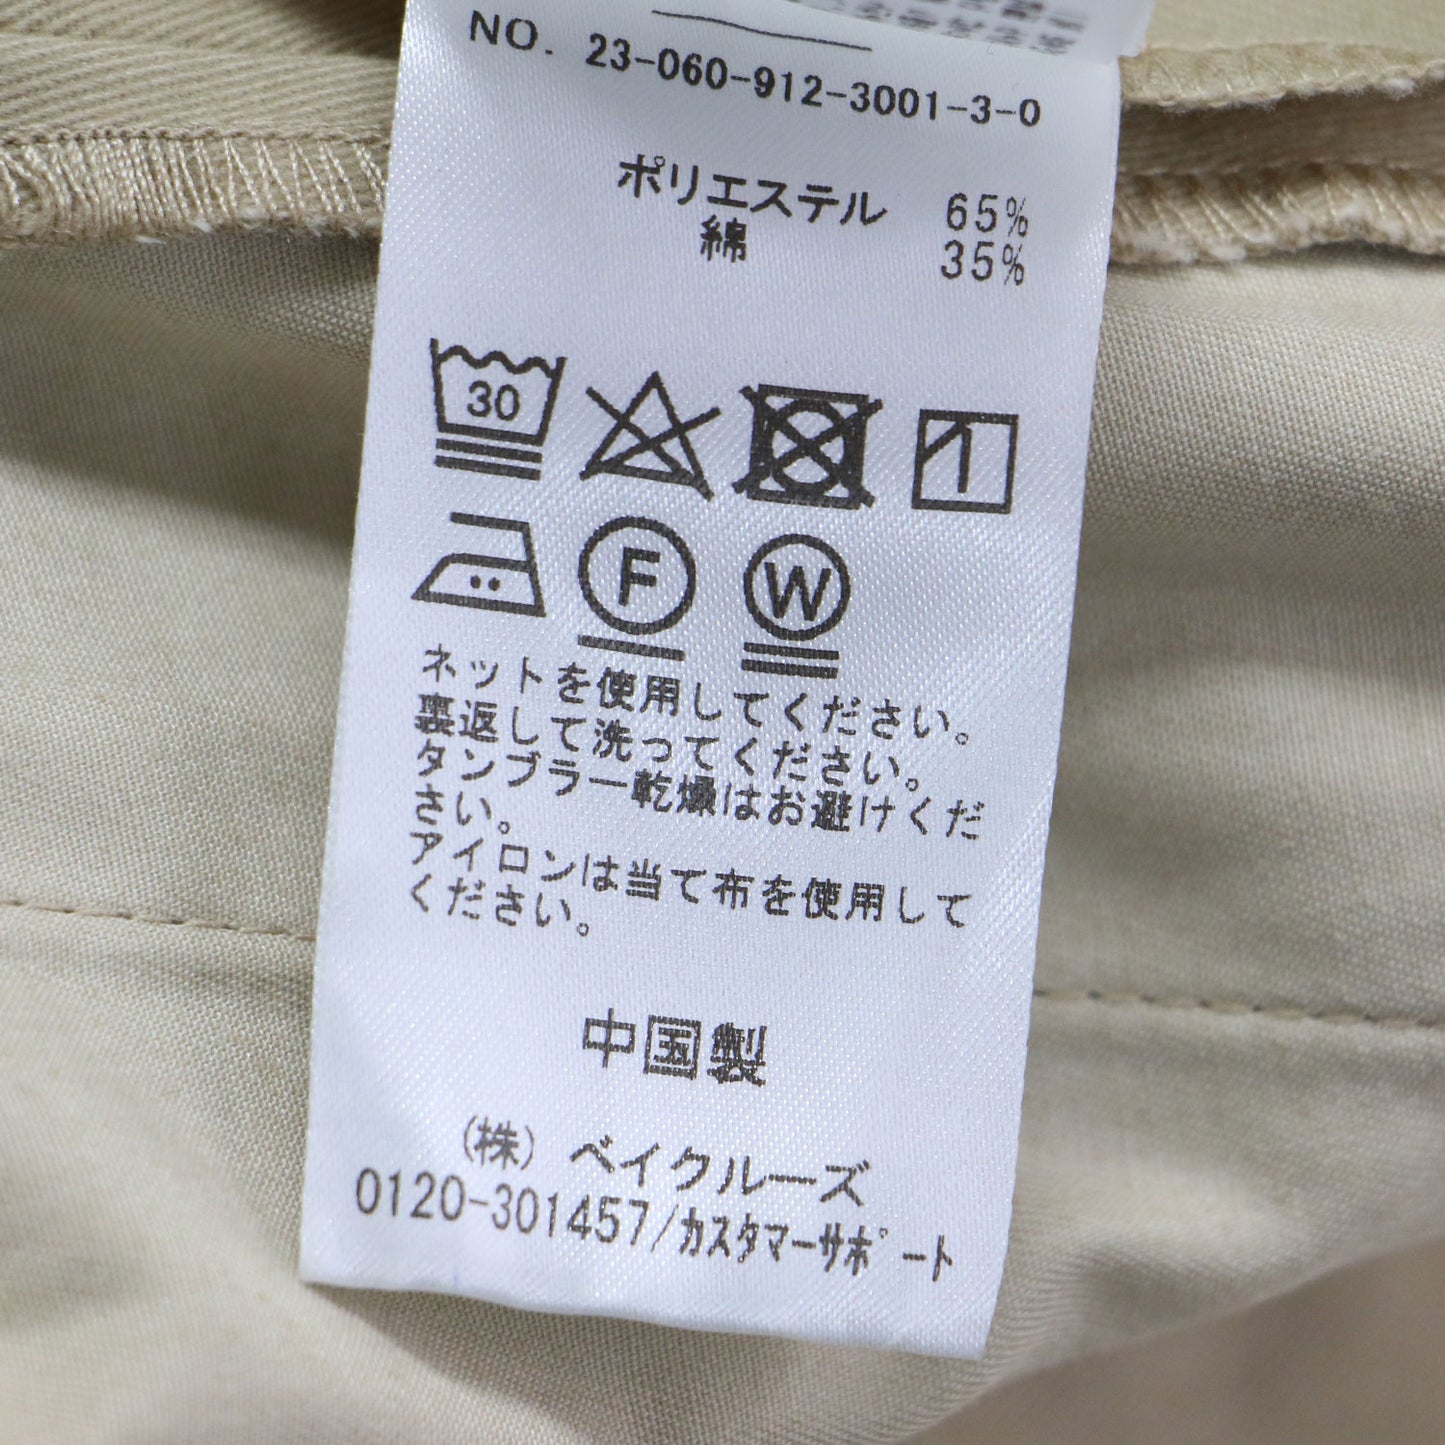 NO. 23-060-912-3001-3-0
ポリエステル 65%
綿 35%
30
F W
ネットを使用してください。
裏返して洗ってください。
タンブラー乾燥はお避けくだ
さい。
アイロンは当て布を使用して
ください。
中国製
(株) ベイクルーズ
0120-301457/カスタマーサポート